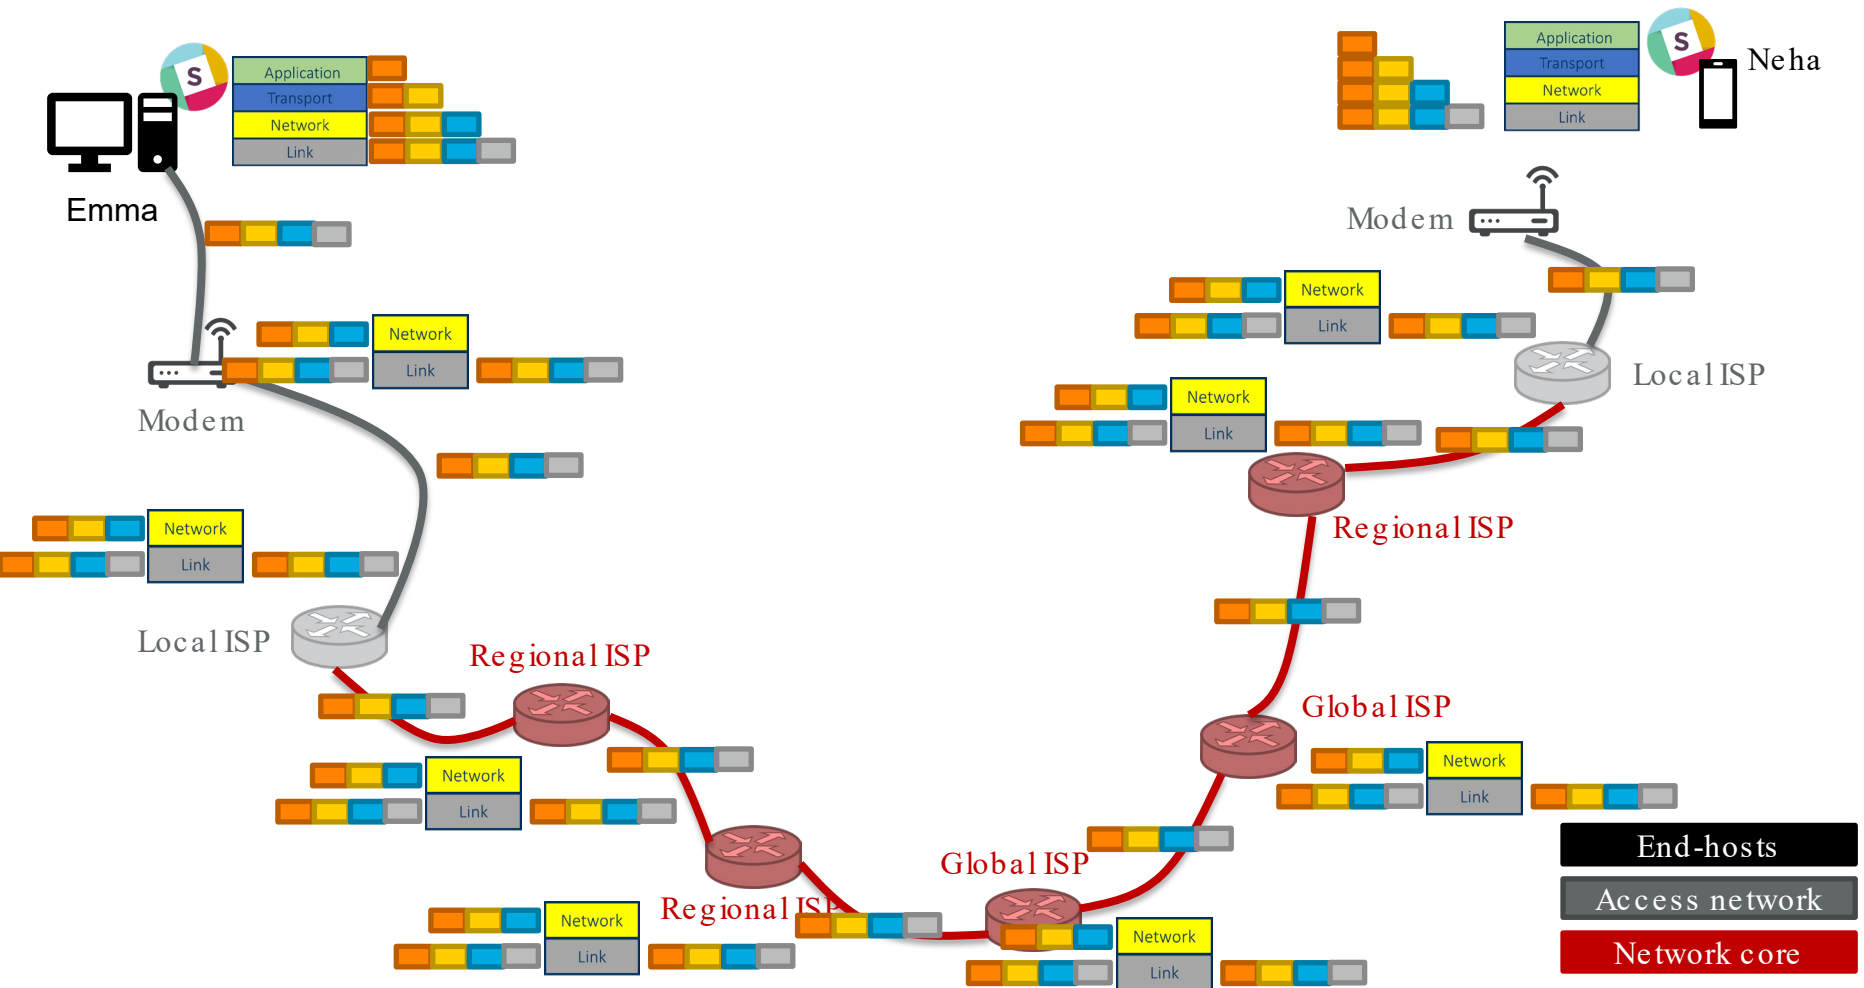 S
Application
Transport
Network
Link
Emma
S
Neha
Application
Transport
Network
Link
Modem
Network
Link
Local ISP
Network
Link
Modem
Network
Link
Regional ISP
Network
Link
Local ISP
Regional ISP
Network
Link
Regional ISP
Network
Link
Global ISP
Network
Link
Global ISP
Network
Link
End-hosts
Access network
Network core